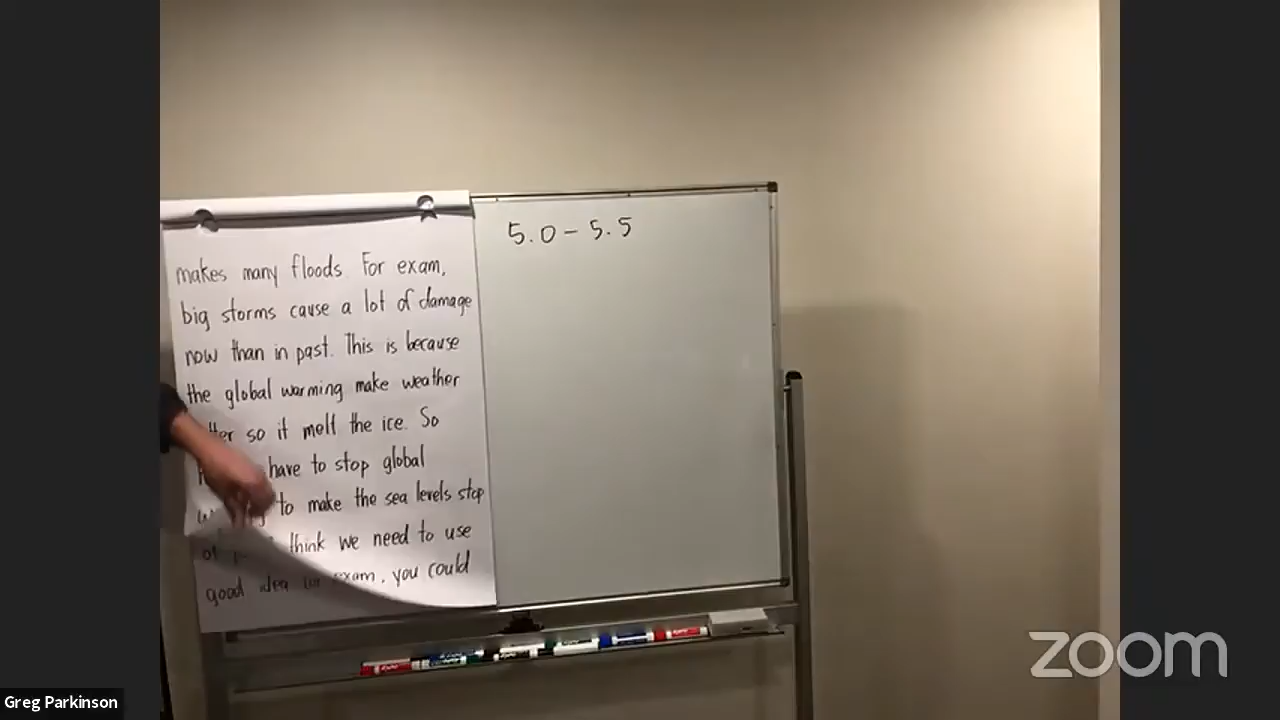 5.0 - 5.5
makes many floods. For exam,
big storms cause a lot of damage
now than in past. This is because
the global warming make weather
so it melt the ice. So
have to stop global
to make the sea levels stop
think we need to use
good idea exam, you could
zoom
Greg Parkinson